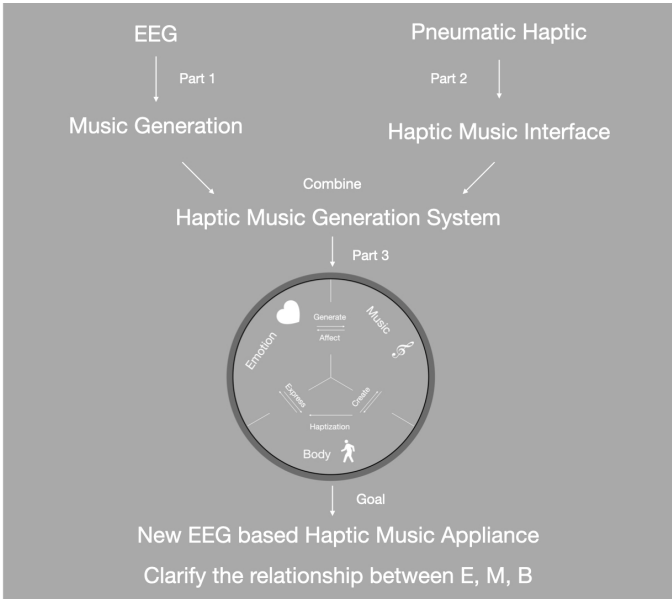 EEG
Pneumatic Haptic
Part 1
Part 2
Music Generation
Haptic Music Interface
Combine
Haptic Music Generation System
Part 3
Generate
Affect
Emotion
Music
Express
Create
Haptization
Body
Goal
New EEG based Haptic Music Appliance
Clarify the relationship between E, M, B